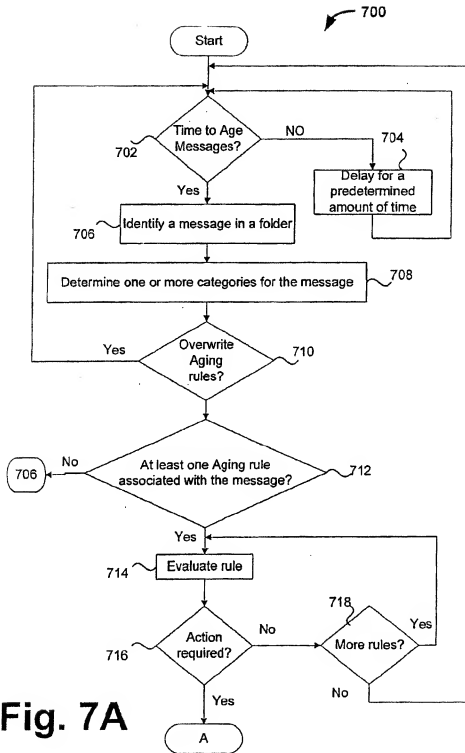 700
Start
Time to Age
Messages?
702
NO
704
Delay for a
predetermined
amount of time
Yes
706
Identify a message in a folder
Determine one or more categories for the message
708
Yes
Overwrite
Aging
rules?
710
706
No
At least one Aging rule
associated with the message?
712
Yes
714
Evaluate rule
716
Action
required?
No
718
More rules?
Yes
No
Yes
A
Fig. 7A